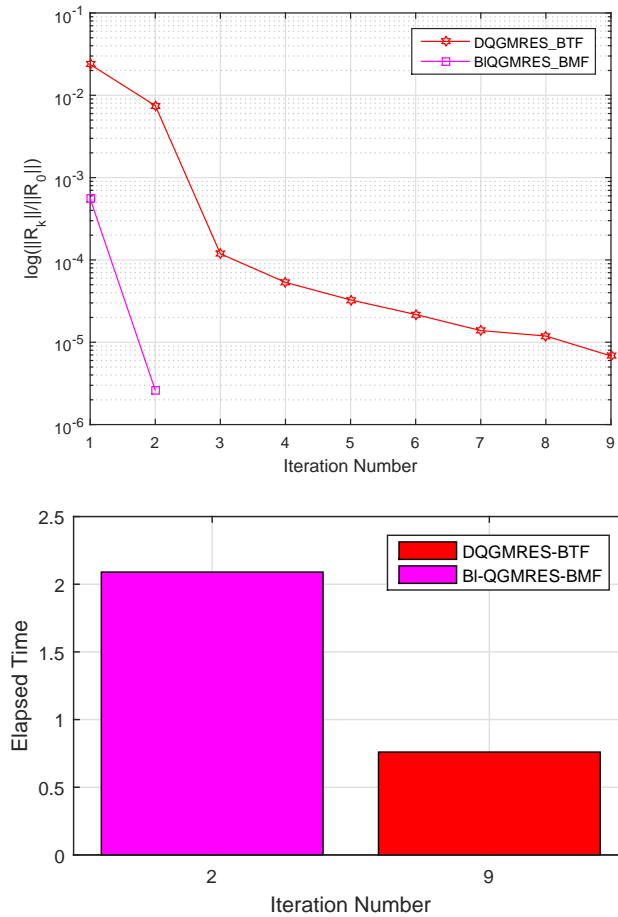 10^-1
10^-2
10^-3
10^-4
10^-5
10^-6
log(||R_k||/||R_0||)
DQGMRES_BTF
BIQGMRES_BMF
1 2 3 4 5 6 7 8 9
Iteration Number
2.5
2
1.5
1
0.5
0
Elapsed Time
DQGMRES-BTF
BI-QGMRES-BMF
2 9
Iteration Number